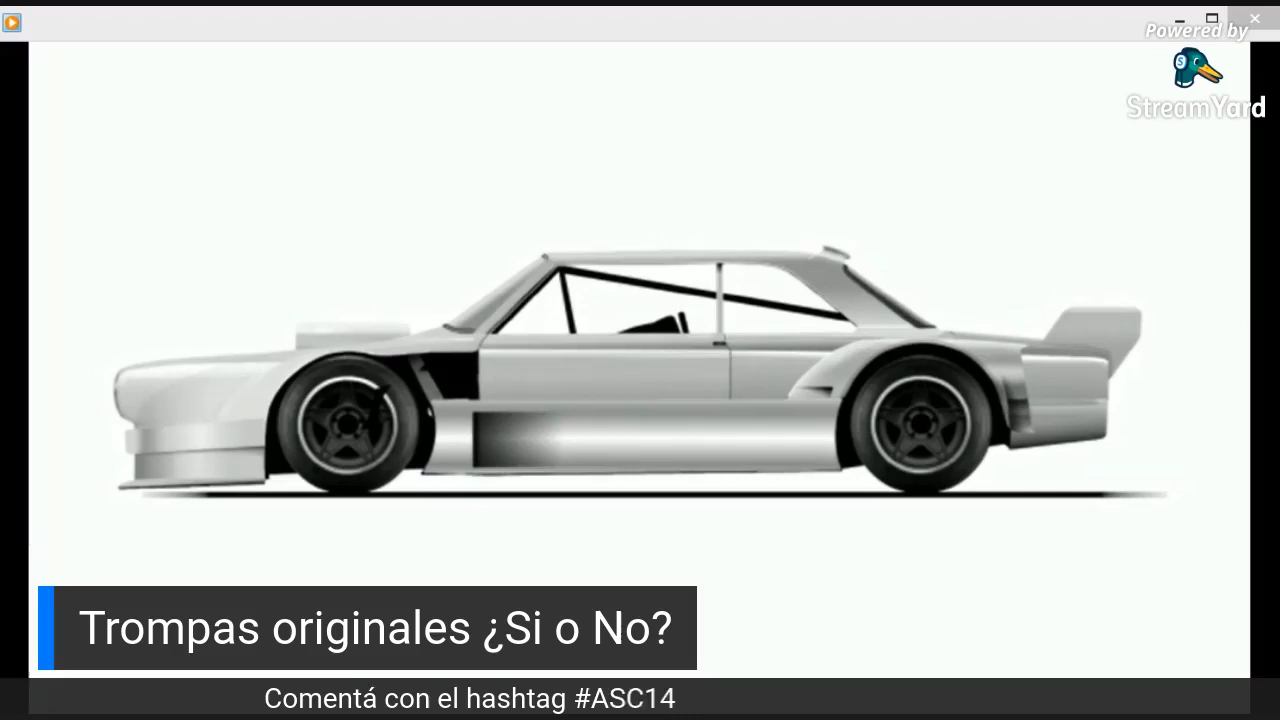 Powered by
StreamYard
Trompas originales ¿Si o No?
Comentá con el hashtag #ASC14